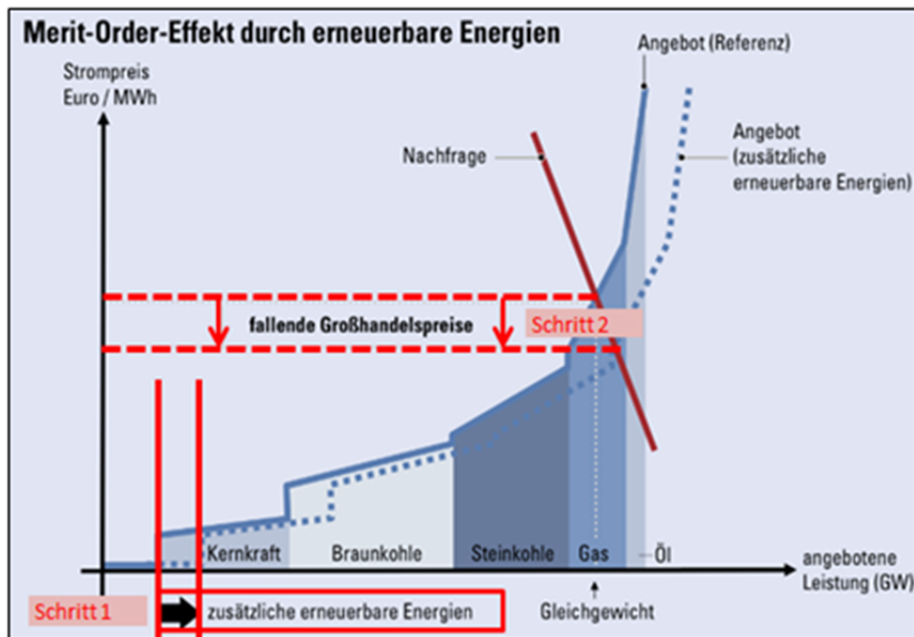 Merit-Order-Effekt durch erneuerbare Energien
Strompreis
Euro / MWh
Angebot (Referenz)
Nachfrage
Angebot
(zusätzliche
erneuerbare Energien)
fallende Großhandelspreise
Schritt 2
Kernkraft
Braunkohle
Steinkohle
Gas
Öl
angebotene
Leistung (GW)
Schritt 1
zusätzliche erneuerbare Energien
Gleichgewicht